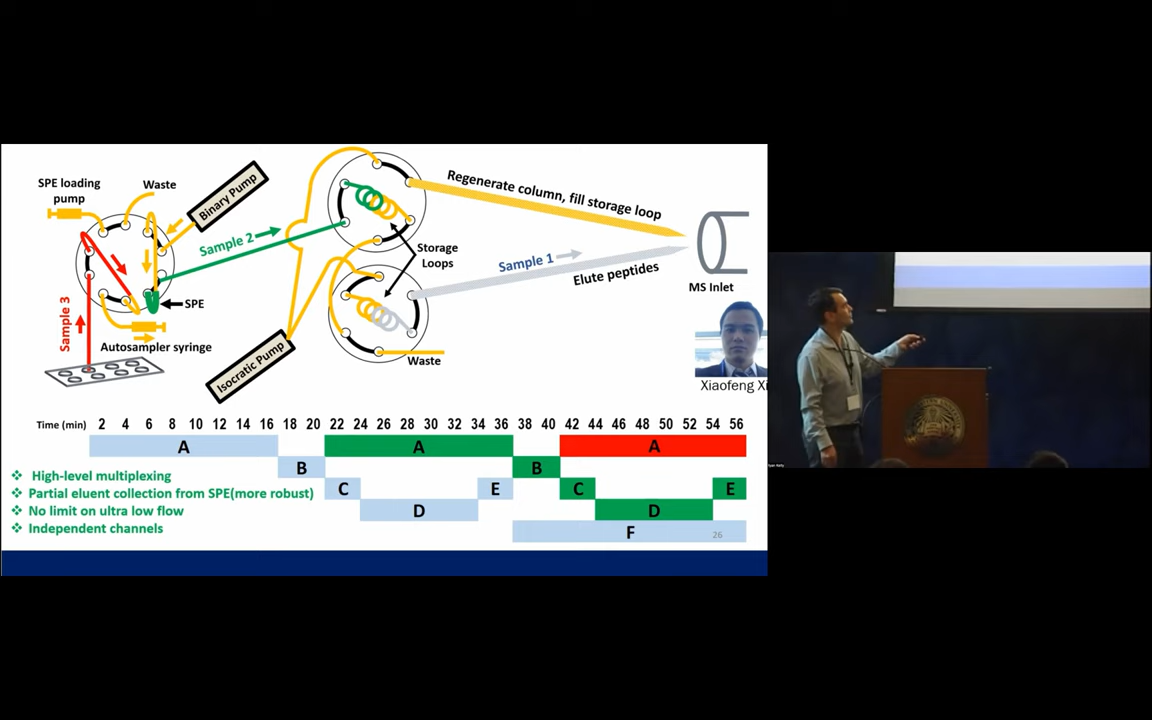 SPE loading
pump
Waste
Binary Pump
Regenerate column, fill storage loop
Sample 2
Storage
Loops
Sample 1
Elute peptides
MS Inlet
Sample 3
SPE
Autosampler syringe
Isocratic Pump
Waste
Xiaofeng Xi
Time (min) 2 4 6 8 10 12 14 16 18 20 22 24 26 28 30 32 34 36 38 40 42 44 46 48 50 52 54 56
A A A
B B
C E C E
D D
F
❖ High-level multiplexing
❖ Partial eluent collection from SPE(more robust)
❖ No limit on ultra low flow
❖ Independent channels
26
Ryan Kelly